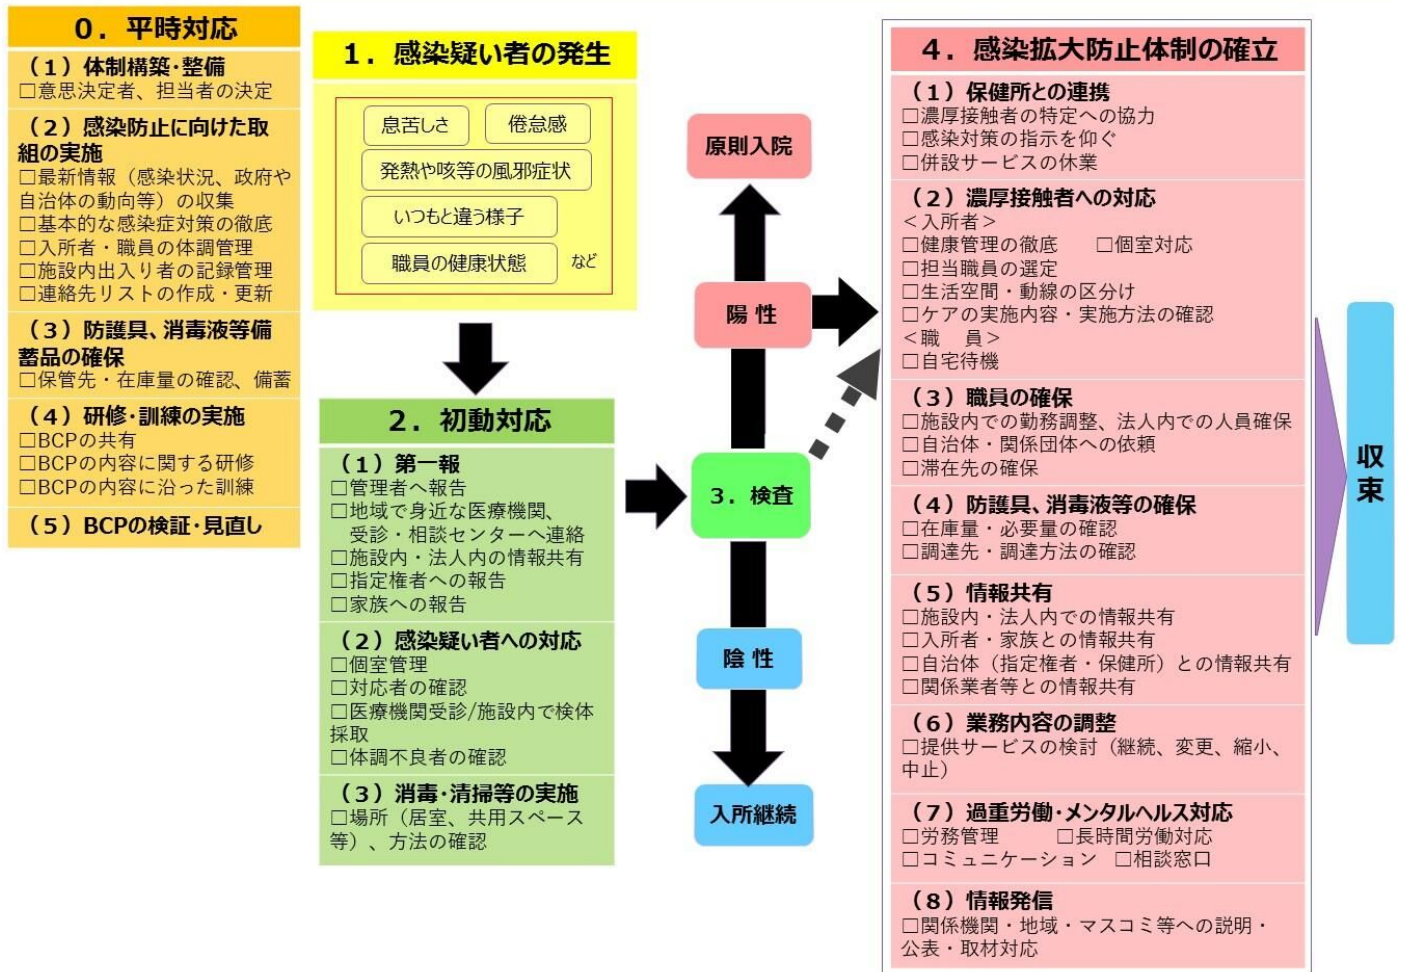 0．平時対応
（1）体制構築・整備
□意思決定者、担当者の決定
（2）感染防止に向けた取
組の実施
□最新情報（感染状況、政府や
自治体の動向等）の収集
□基本的な感染症対策の徹底
□入所者・職員の体調管理
□施設内出入り者の記録管理
□連絡先リストの作成・更新
（3）防護具、消毒液等備
蓄品の確保
□保管先・在庫量の確認、備蓄
（4）研修・訓練の実施
□BCPの共有
□BCPの内容に関する研修
□BCPの内容に沿った訓練
（5）BCPの検証・見直し
1．感染疑い者の発生
息苦しさ
倦怠感
発熱や咳等の風邪症状
いつもと違う様子
職員の健康状態
など
2．初動対応
（1）第一報
□管理者へ報告
□地域で身近な医療機関、
受診・相談センターへ連絡
□施設内・法人内の情報共有
□指定権者への報告
□家族への報告
（2）感染疑い者への対応
□個室管理
□対応者の確認
□医療機関受診/施設内で検体
採取
□体調不良者の確認
（3）消毒・清掃等の実施
□場所（居室、共用スペース
等）、方法の確認
原則入院
陽 性
3．検査
陰 性
入所継続
4．感染拡大防止体制の確立
（1）保健所との連携
□濃厚接触者の特定への協力
□感染対策の指示を仰ぐ
□併設サービスの休業
（2）濃厚接触者への対応
＜入所者＞
□健康管理の徹底　□個室対応
□担当職員の選定
□生活空間・動線の区分け
□ケアの実施内容・実施方法の確認
＜職　員＞
□自宅待機
（3）職員の確保
□施設内での勤務調整、法人内での人員確保
□自治体・関係団体への依頼
□滞在先の確保
（4）防護具、消毒液等の確保
□在庫量・必要量の確認
□調達先・調達方法の確認
（5）情報共有
□施設内・法人内での情報共有
□入所者・家族との情報共有
□自治体（指定権者・保健所）との情報共有
□関係業者等との情報共有
（6）業務内容の調整
□提供サービスの検討（継続、変更、縮小、
中止）
（7）過重労働・メンタルヘルス対応
□労務管理　□長時間労働対応
□コミュニケーション　□相談窓口
（8）情報発信
□関係機関・地域・マスコミ等への説明・
公表・取材対応
収束